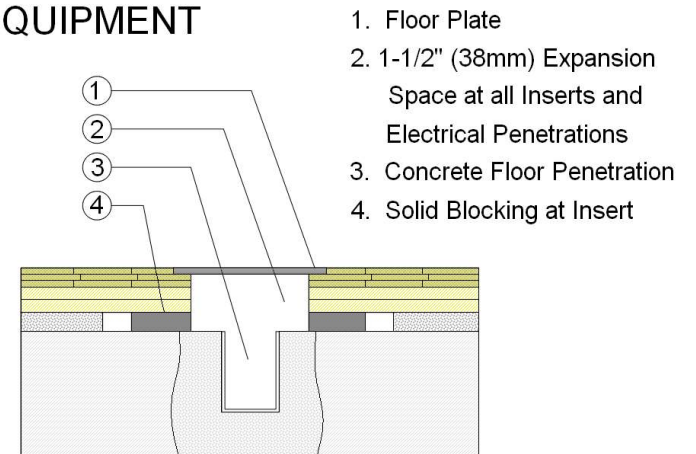 QUIPMENT
1. Floor Plate
2. 1-1/2" (38mm) Expansion
Space at all Inserts and
Electrical Penetrations
3. Concrete Floor Penetration
4. Solid Blocking at Insert
1
2
3
4